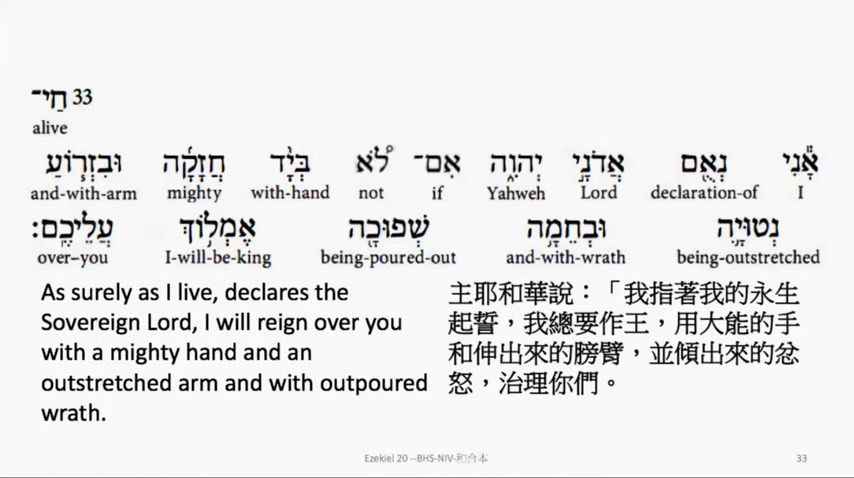 33 חַי־
alive
אָ֗נִי נְאֻם֙ אֲדֹנָ֣י יְהוִ֔ה אִם־ לֹ֠א בְּיָ֨ד חֲזָקָ֜ה וּבִזְר֧וֹעַ
and-with-arm mighty with-hand not if Yahweh Lord declaration-of I
נְטוּיָ֛ה וּבְחֵמָ֥ה שְׁפוּכָ֖ה אֶמְל֥וֹךְ עֲלֵיכֶֽם׃
over–you I-will-be-king being-poured-out and-with-wrath being-outstretched
As surely as I live, declares the
Sovereign Lord, I will reign over you
with a mighty hand and an
outstretched arm and with outpoured
wrath.
主耶和華說：「我指著我的永生
起誓，我總要作王，用大能的手
和伸出來的膀臂，並傾出來的忿
怒，治理你們。
Ezekiel 20 --BHS-NIV-和合本
33